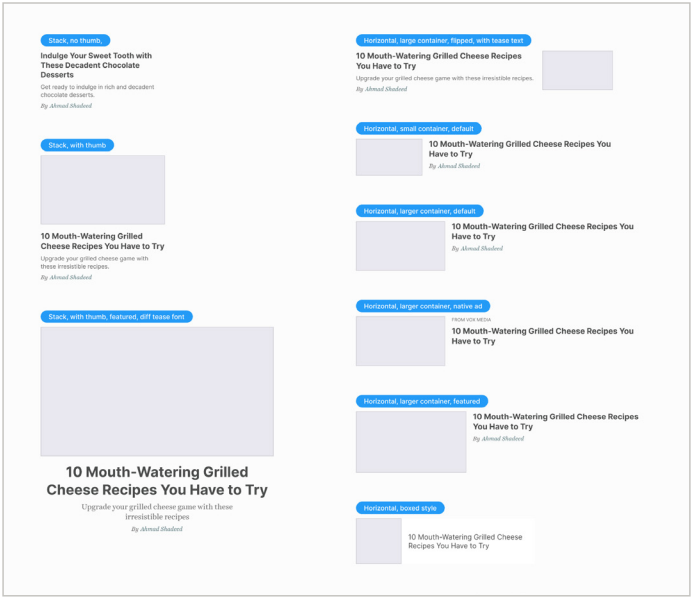 Stack, no thumb,
Indulge Your Sweet Tooth with
These Decadent Chocolate
Desserts
Get ready to indulge in rich and decadent
chocolate desserts.
By Ahmad Shadeed
Stack, with thumb
10 Mouth-Watering Grilled
Cheese Recipes You Have to Try
Upgrade your grilled cheese game with
these irresistible recipes.
By Ahmad Shadeed
Stack, with thumb, featured, diff tease font
10 Mouth-Watering Grilled
Cheese Recipes You Have to Try
Upgrade your grilled cheese game with these
irresistible recipes
By Ahmad Shadeed
Horizontal, large container, flipped, with tease text
10 Mouth-Watering Grilled Cheese Recipes
You Have to Try
Upgrade your grilled cheese game with these irresistible recipes.
By Ahmad Shadeed
Horizontal, small container, default
10 Mouth-Watering Grilled Cheese Recipes You
Have to Try
By Ahmad Shadeed
Horizontal, larger container, default
10 Mouth-Watering Grilled Cheese Recipes You
Have to Try
By Ahmad Shadeed
Horizontal, larger container, native ad
FROM VOX MEDIA
10 Mouth-Watering Grilled Cheese Recipes You
Have to Try
Horizontal, larger container, featured
10 Mouth-Watering Grilled Cheese Recipes
You Have to Try
By Ahmad Shadeed
Horizontal, boxed style
10 Mouth-Watering Grilled Cheese
Recipes You Have to Try